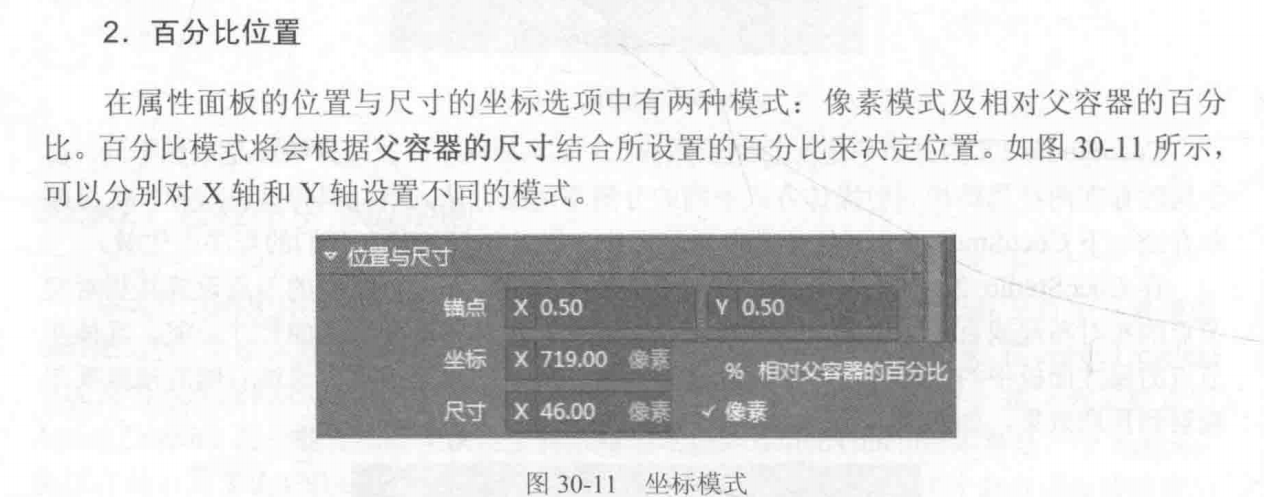 2. 百分比位置
在属性面板的位置与尺寸的坐标选项中有两种模式：像素模式及相对父容器的百分
比。百分比模式将会根据父容器的尺寸结合所设置的百分比来决定位置。如图 30-11 所示，
可以分别对 X 轴和 Y 轴设置不同的模式。
位置与尺寸
锚点 X 0.50 Y 0.50
坐标 X 719.00 像素 % 相对父容器的百分比
尺寸 X 46.00 像素 ✓ 像素
图 30-11 坐标模式